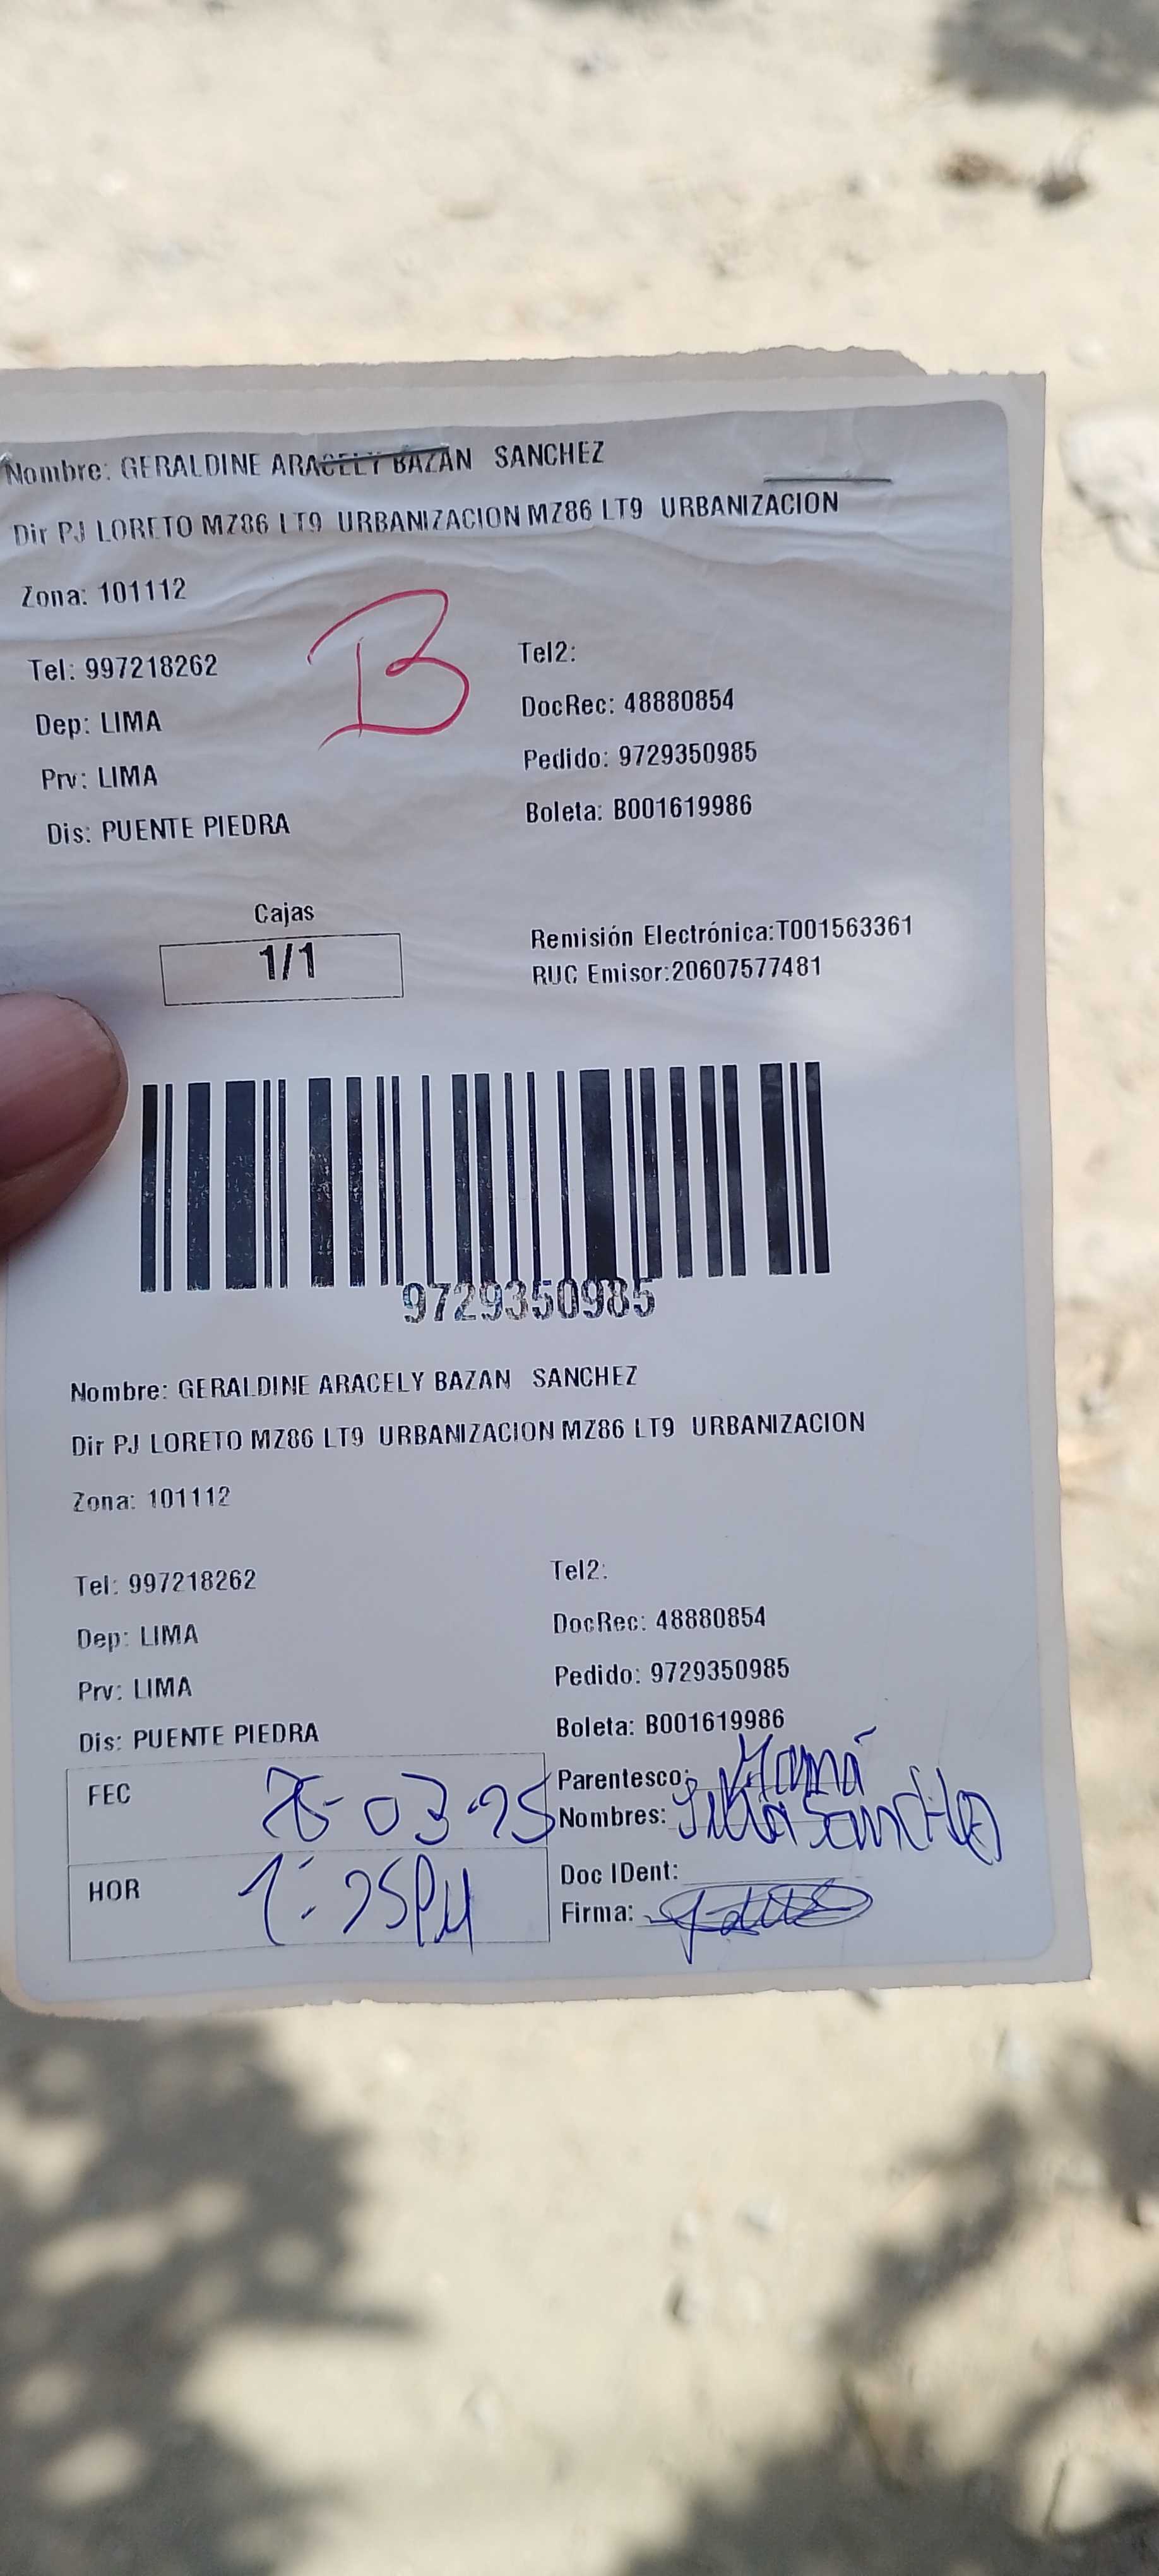 Nombre: GERALDINE ARACELY BAZAN SANCHEZ
Dir PJ LORETO MZ86 LT9 URBANIZACION MZ86 LT9 URBANIZACION
Zona: 101112
B
Tel: 997218262
Tel2:
Dep: LIMA
DocRec: 48880854
Prv: LIMA
Pedido: 9729350985
Dis: PUENTE PIEDRA
Boleta: B001619986
Cajas
1/1
Remisión Electrónica:T001563361
RUC Emisor:20607577481
9729350985
Nombre: GERALDINE ARACELY BAZAN SANCHEZ
Dir PJ LORETO MZ86 LT9 URBANIZACION MZ86 LT9 URBANIZACION
Zona: 101112
Tel: 997218262
Tel2:
Dep: LIMA
DocRec: 48880854
Prv: LIMA
Pedido: 9729350985
Dis: PUENTE PIEDRA
Boleta: B001619986
FEC
Parentesco: Mamá
Nombres: Sanchez
HOR 1:25PM
Doc IDent:
Firma: